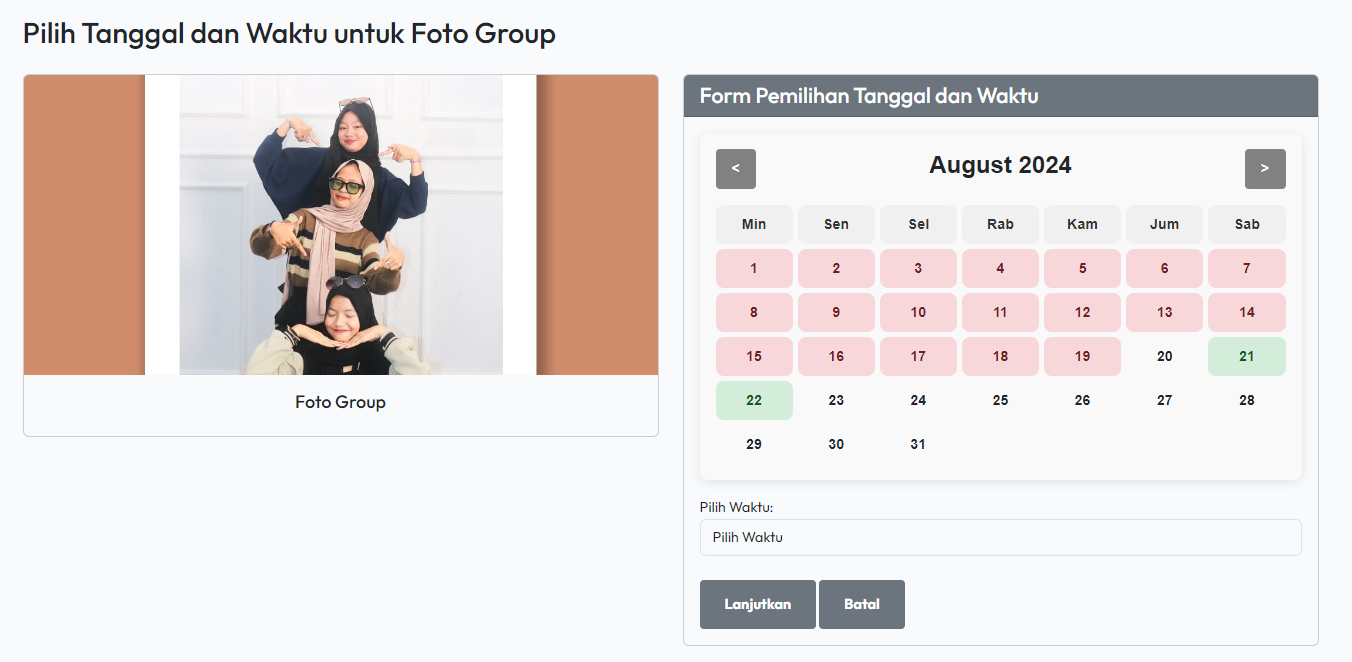 Pilih Tanggal dan Waktu untuk Foto Group
Foto Group
Form Pemilihan Tanggal dan Waktu
< August 2024 >
Min Sen Sel Rab Kam Jum Sab
1 2 3 4 5 6 7
8 9 10 11 12 13 14
15 16 17 18 19 20 21
22 23 24 25 26 27 28
29 30 31
Pilih Waktu:
Pilih Waktu
Lanjutkan Batal